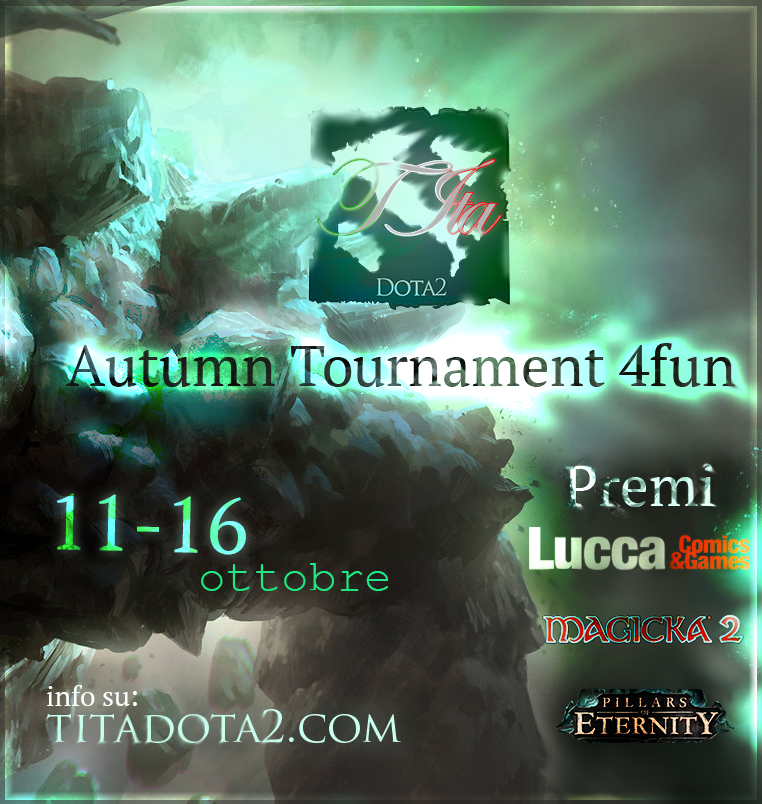 TIta
DOTA2
Autumn Tournament 4fun
11-16
ottobre
Premi
Lucca Comics
&Games
MAGICKA 2
PILLARS
OF
ETERNITY
info su:
TITADOTA2.COM